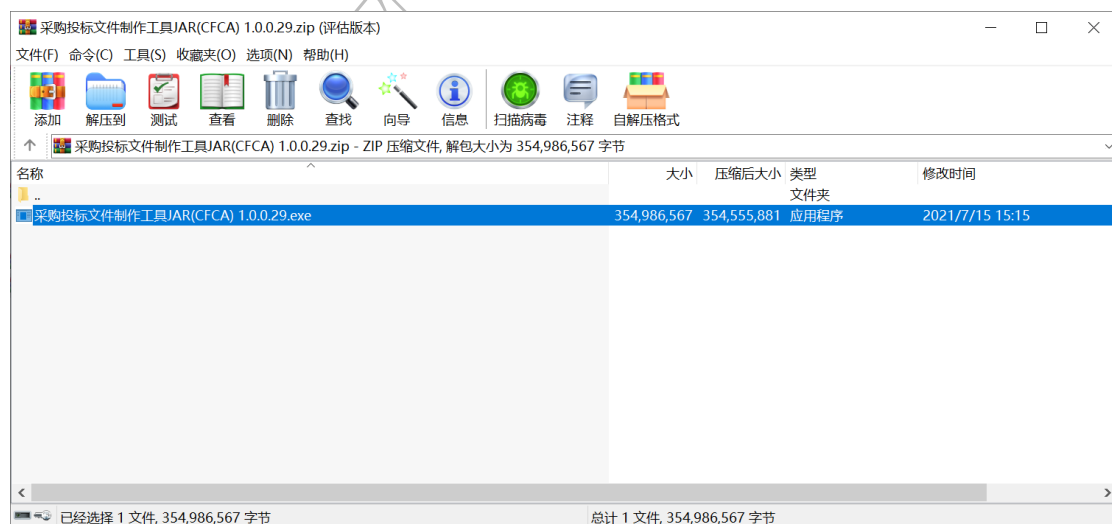 采购投标文件制作工具JAR(CFCA) 1.0.0.29.zip (评估版本)
文件(F) 命令(C) 工具(S) 收藏夹(O) 选项(N) 帮助(H)
添加 解压到 测试 查看 删除 查找 向导 信息 扫描病毒 注释 自解压格式
采购投标文件制作工具JAR(CFCA) 1.0.0.29.zip - ZIP 压缩文件, 解包大小为 354,986,567 字节
名称 大小 压缩后大小 类型 修改时间
.. 文件夹
采购投标文件制作工具JAR(CFCA) 1.0.0.29.exe 354,986,567 354,555,881 应用程序 2021/7/15 15:15
已经选择 1 文件, 354,986,567 字节 总计 1 文件, 354,986,567 字节